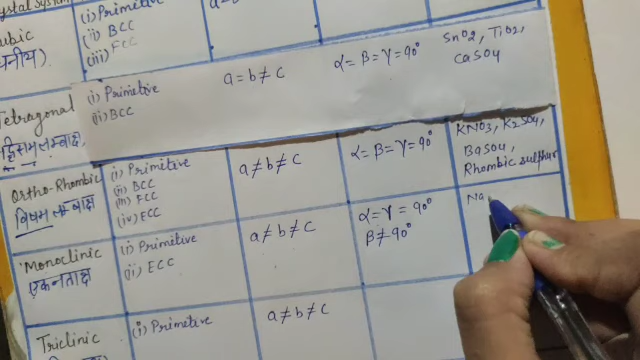 (i) Primitive
(ii) BCC
(iii) FCC
Tetragonal
(i) Primitive
(ii) BCC
a = b ≠ c
α = β = γ = 90°
SnO2, TiO2,
CaSO4
Ortho-Rhombic
विषम लम्बाक्ष
(i) Primitive
(ii) BCC
(iii) FCC
(iv) ECC
a ≠ b ≠ c
α = β = γ = 90°
KNO3, K2SO4,
BaSO4,
Rhombic sulphur
Monoclinic
एकनताक्ष
(i) Primitive
(ii) ECC
a ≠ b ≠ c
α = γ = 90°
β ≠ 90°
Na
Triclinic
(i) Primitive
a ≠ b ≠ c